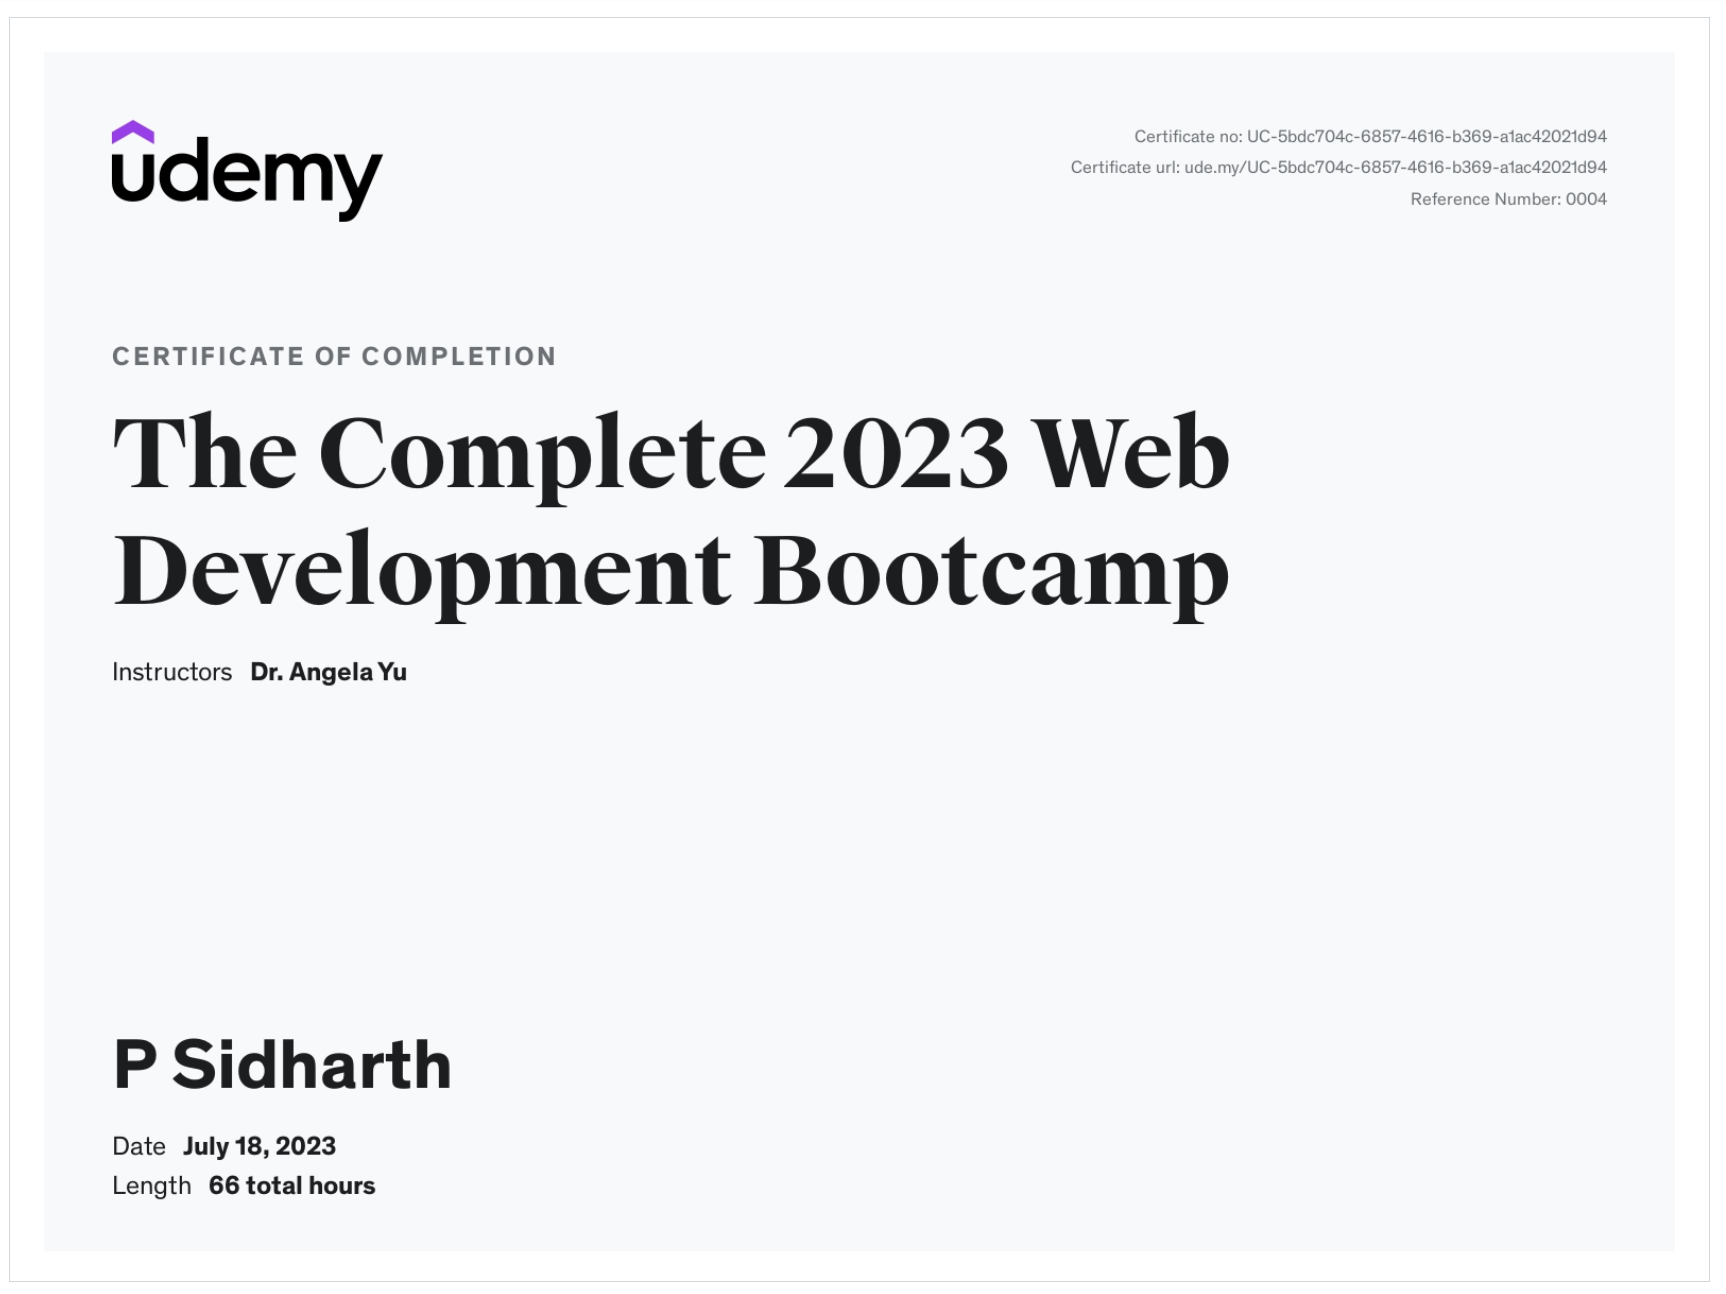 udemy
Certificate no: UC-5bdc704c-6857-4616-b369-a1ac42021d94
Certificate url: ude.my/UC-5bdc704c-6857-4616-b369-a1ac42021d94
Reference Number: 0004
CERTIFICATE OF COMPLETION
The Complete 2023 Web
Development Bootcamp
Instructors Dr. Angela Yu
P Sidharth
Date July 18, 2023
Length 66 total hours